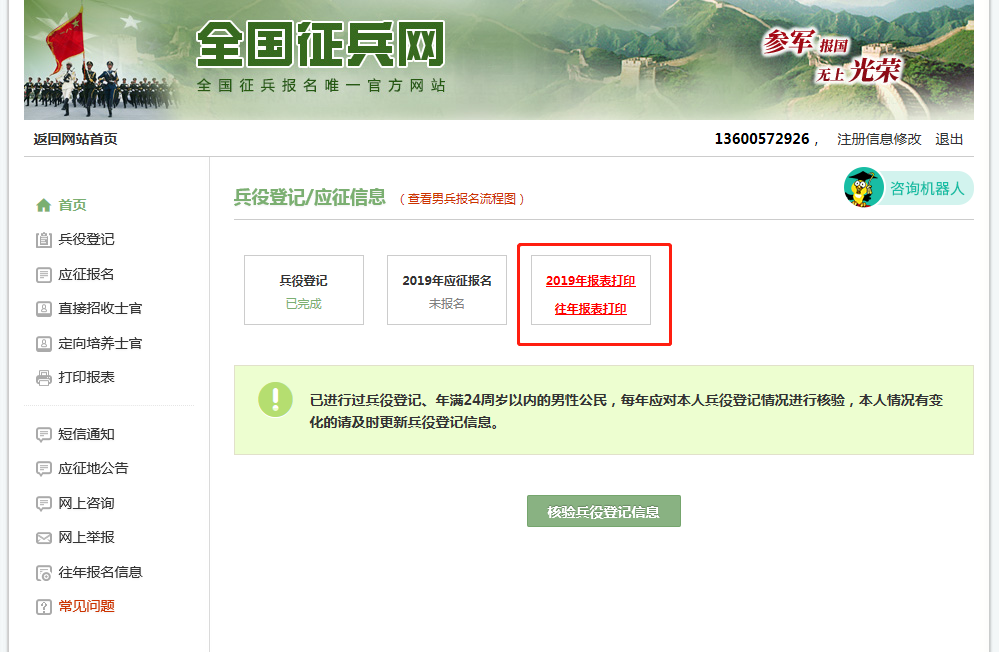 全国征兵网
全国征兵报名唯一官方网站
参军 报国
无上 光荣
返回网站首页
13600572926， 注册信息修改 退出
首页
兵役登记
应征报名
直接招收士官
定向培养士官
打印报表
短信通知
应征地公告
网上咨询
网上举报
往年报名信息
常见问题
兵役登记/应征信息 （查看男兵报名流程图）
咨询机器人
兵役登记
已完成
2019年应征报名
未报名
2019年报表打印
往年报表打印
已进行过兵役登记、年满24周岁以内的男性公民，每年应对本人兵役登记情况进行核验，本人情况有变
化的请及时更新兵役登记信息。
核验兵役登记信息